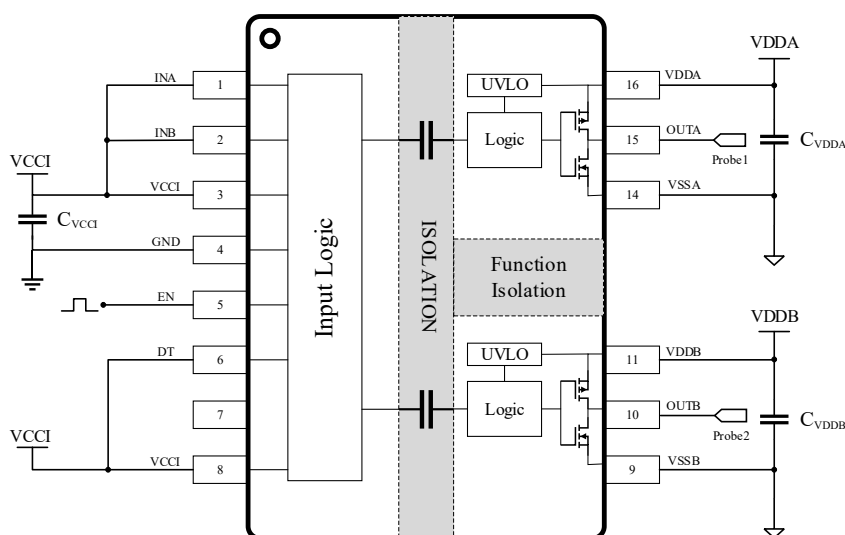 VDDA
INA
1
UVLO
16
VDDA
INB
2
Logic
15
OUTA
Probe1
CVDDA
VCCI
VCCI
3
14
VSSA
CVCCI
GND
4
Input Logic
ISOLATION
Function
Isolation
EN
5
VDDB
DT
6
UVLO
11
VDDB
7
Logic
10
OUTB
Probe2
CVDDB
VCCI
VCCI
8
9
VSSB